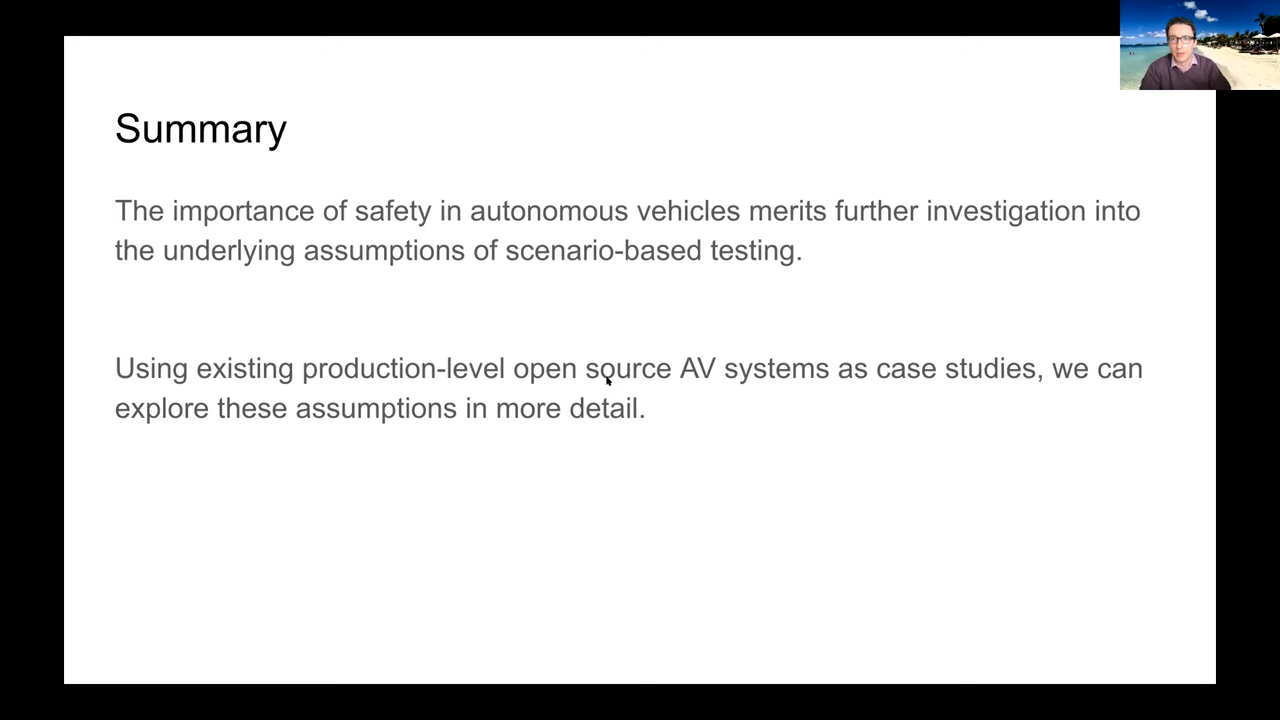 Summary
The importance of safety in autonomous vehicles merits further investigation into
the underlying assumptions of scenario-based testing.
Using existing production-level open source AV systems as case studies, we can
explore these assumptions in more detail.